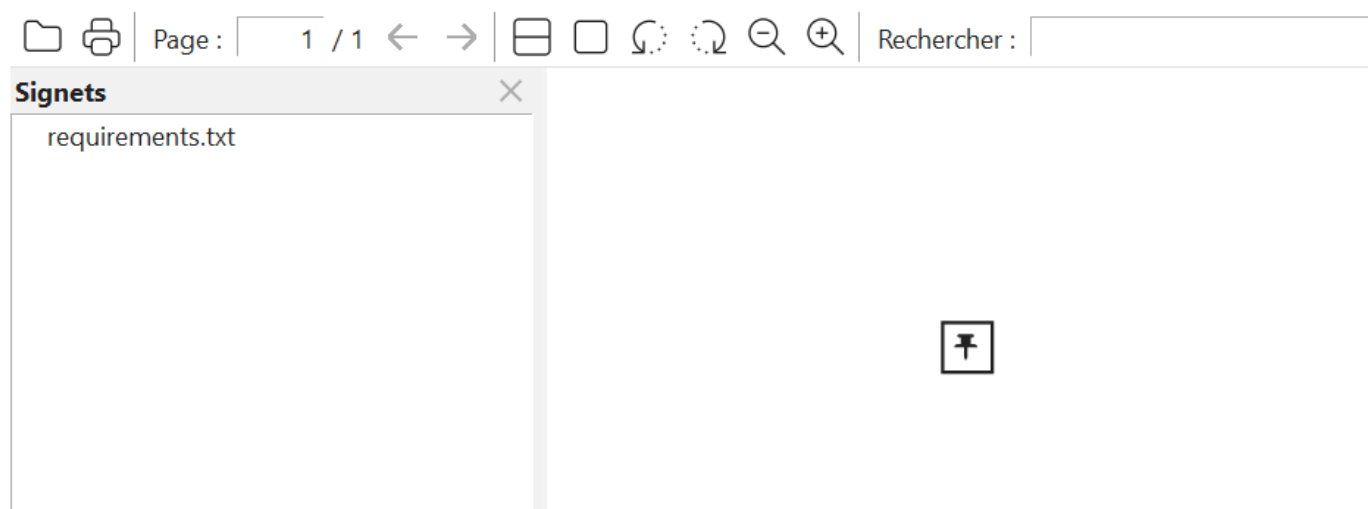 Page : 1 / 1 Rechercher :
Signets
requirements.txt